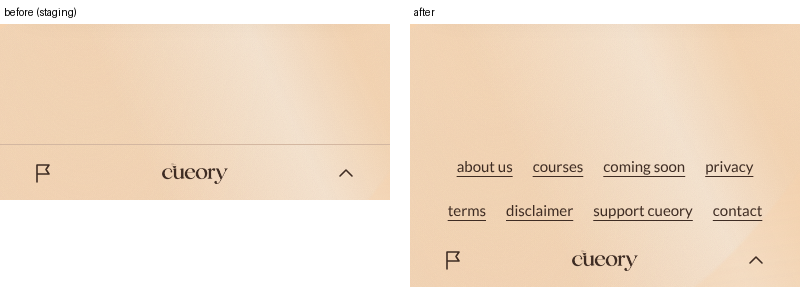 before (staging)
cueory
after
about us courses coming soon privacy
terms disclaimer support cueory contact
cueory